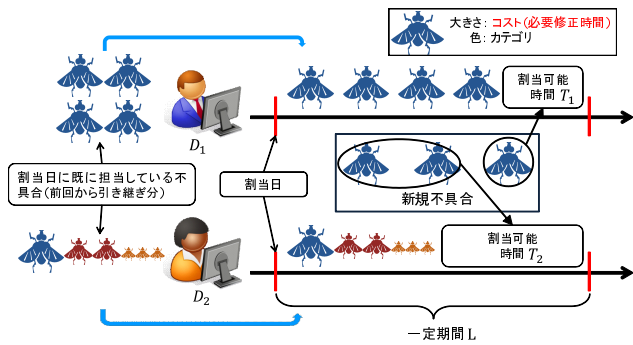 大きさ: コスト(必要修正時間)
色: カテゴリ
割当可能
時間 T1
D1
割当日に既に担当している不
具合(前回から引き継ぎ分)
割当日
新規不具合
割当可能
時間 T2
D2
一定期間 L